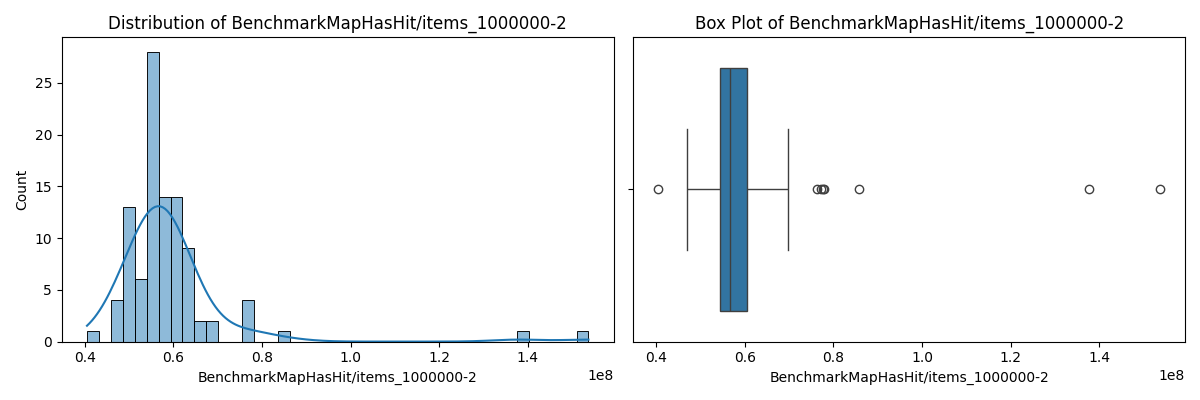 Distribution of BenchmarkMapHasHit/items_1000000-2
Count
25
20
15
10
5
0
0.4 0.6 0.8 1.0 1.2 1.4
1e8
BenchmarkMapHasHit/items_1000000-2
Box Plot of BenchmarkMapHasHit/items_1000000-2
0.4 0.6 0.8 1.0 1.2 1.4
1e8
BenchmarkMapHasHit/items_1000000-2